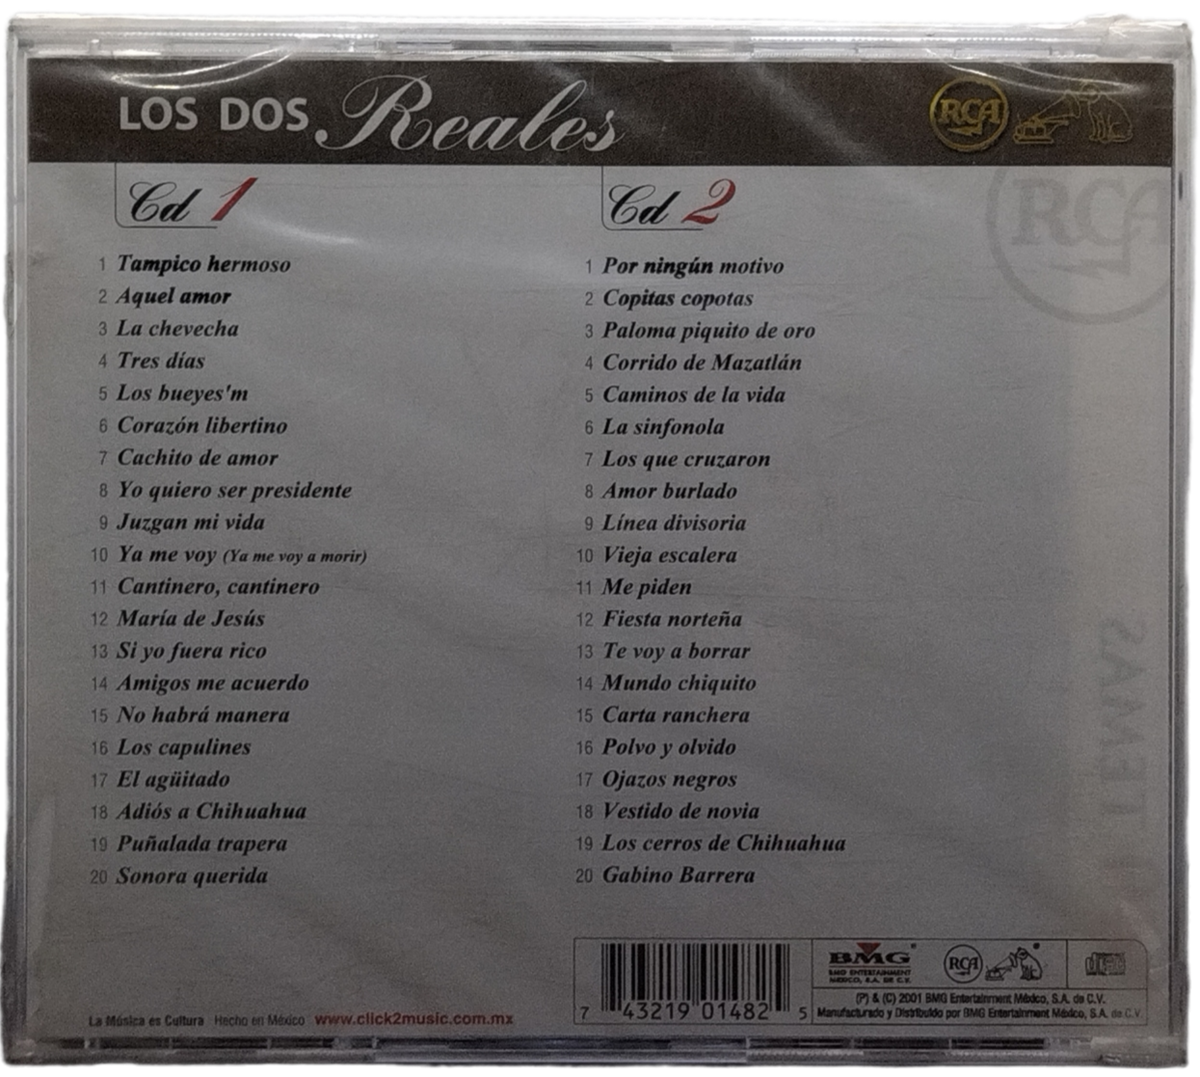 LOS DOS Reales
RCA
RCA
Cd 1
1 Tampico hermoso
2 Aquel amor
3 La chevecha
4 Tres días
5 Los bueyes'm
6 Corazón libertino
7 Cachito de amor
8 Yo quiero ser presidente
9 Juzgan mi vida
10 Ya me voy (Ya me voy a morir)
11 Cantinero, cantinero
12 María de Jesús
13 Si yo fuera rico
14 Amigos me acuerdo
15 No habrá manera
16 Los capulines
17 El agüitado
18 Adiós a Chihuahua
19 Puñalada trapera
20 Sonora querida
Cd 2
1 Por ningún motivo
2 Copitas copotas
3 Paloma piquito de oro
4 Corrido de Mazatlán
5 Caminos de la vida
6 La sinfonola
7 Los que cruzaron
8 Amor burlado
9 Línea divisoria
10 Vieja escalera
11 Me piden
12 Fiesta norteña
13 Te voy a borrar
14 Mundo chiquito
15 Carta ranchera
16 Polvo y olvido
17 Ojazos negros
18 Vestido de novia
19 Los cerros de Chihuahua
20 Gabino Barrera
TEMAS
La Música es Cultura Hecho en México www.click2music.com.mx
7 43219 01482 5
BMG
BMG ENTERTAINMENT
MEXICO, S.A. DE C.V.
RCA
(P) & (C) 2001 BMG Entertainment México, S.A. de C.V.
Manufacturado y Distribuido por BMG Entertainment México, S.A. de C.V.